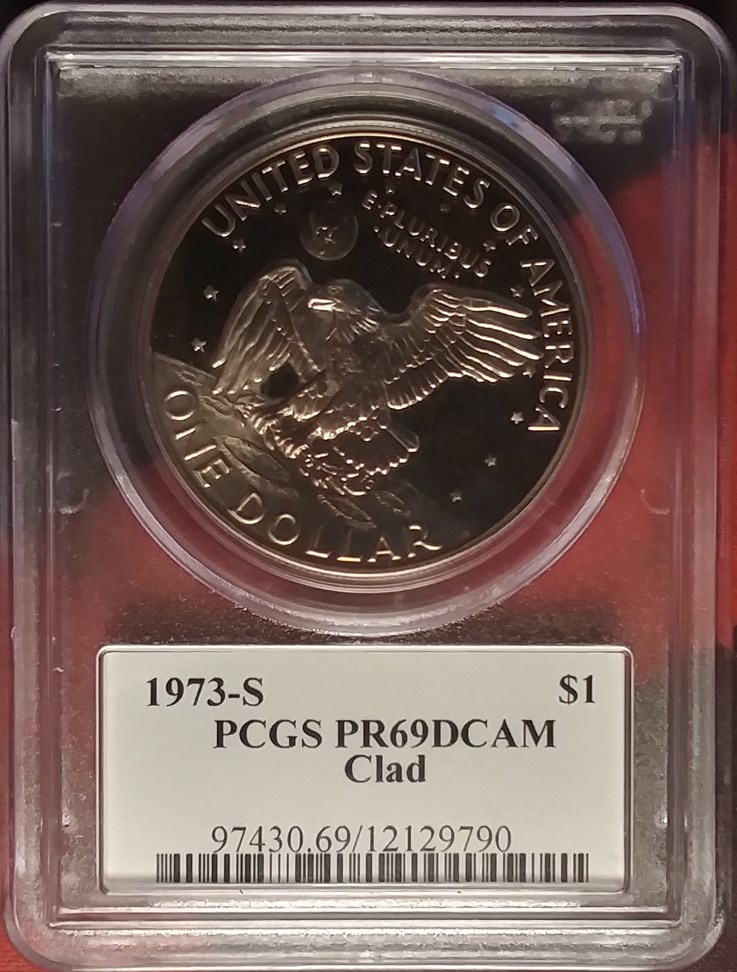 UNITED STATES OF AMERICA
E·PLURIBUS
·UNUM·
ONE DOLLAR
1973-S $1
PCGS PR69DCAM
Clad
97430.69/12129790